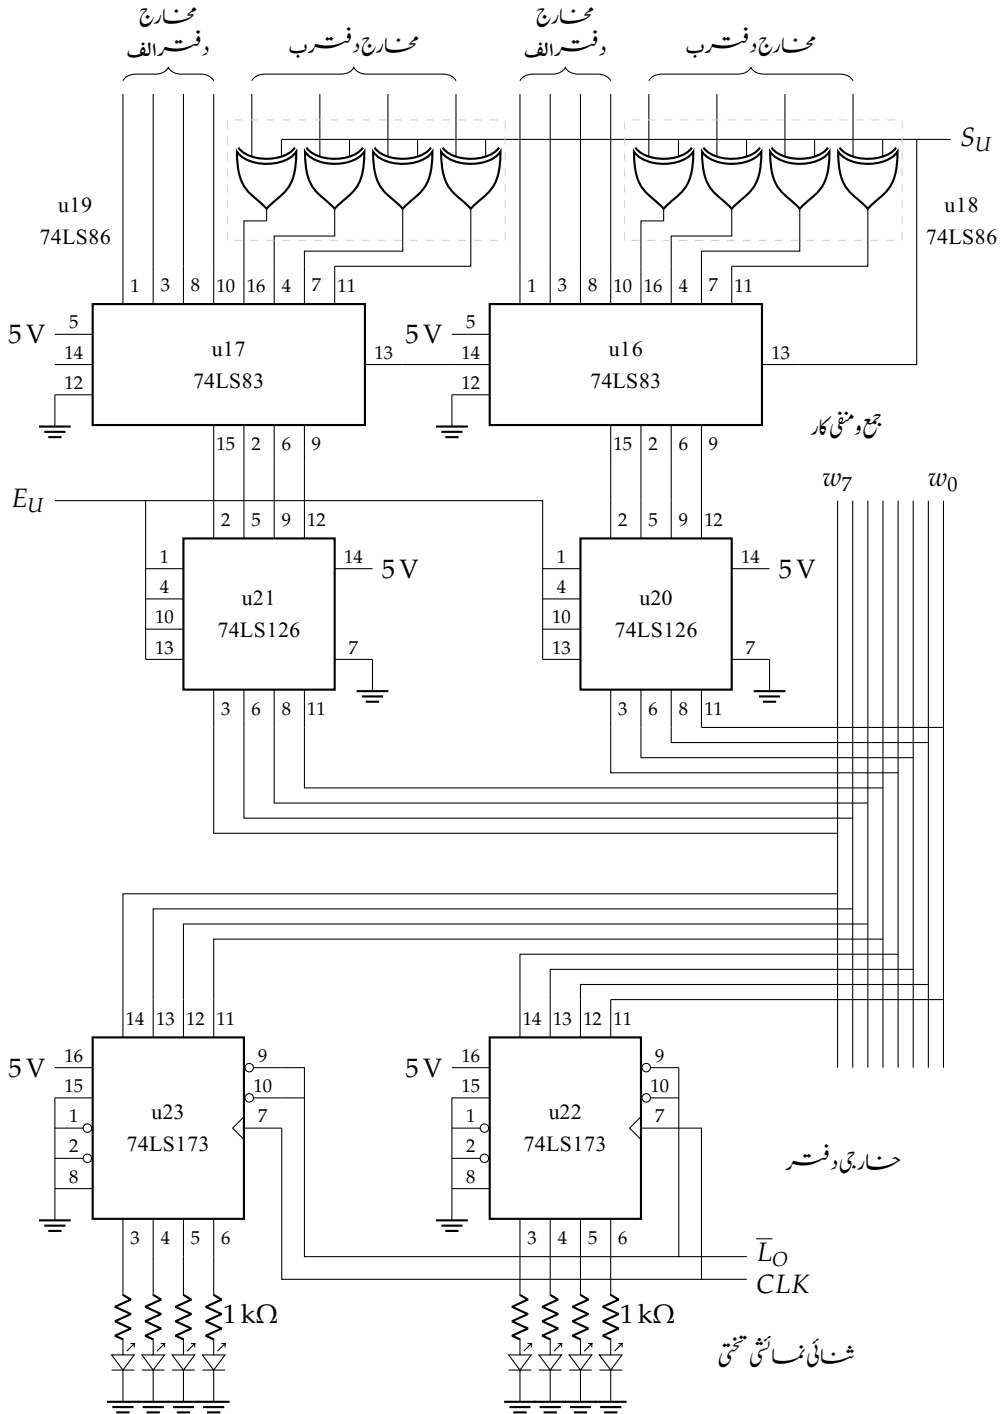 مخارج
دفتر الف
مخارج دفتر ب
مخارج
دفتر الف
مخارج دفتر ب
S_U
u19
74LS86
u18
74LS86
1 3 8 10 16 4 7 11
1 3 8 10 16 4 7 11
5 V 5
14
12
u17
74LS83
13
5 V 5
14
12
u16
74LS83
13
15 2 6 9
15 2 6 9
جمع و منفی کار
w_7 w_0
E_U
2 5 9 12
2 5 9 12
1
4
10
13
u21
74LS126
14 5 V
7
1
4
10
13
u20
74LS126
14 5 V
7
3 6 8 11
3 6 8 11
14 13 12 11
14 13 12 11
5 V 16
15
1
2
8
u23
74LS173
9
10
7
5 V 16
15
1
2
8
u22
74LS173
9
10
7
خارجی دفتر
3 4 5 6
3 4 5 6
L̅_O
CLK
1 kΩ
1 kΩ
ثنائی نمائشی تختی